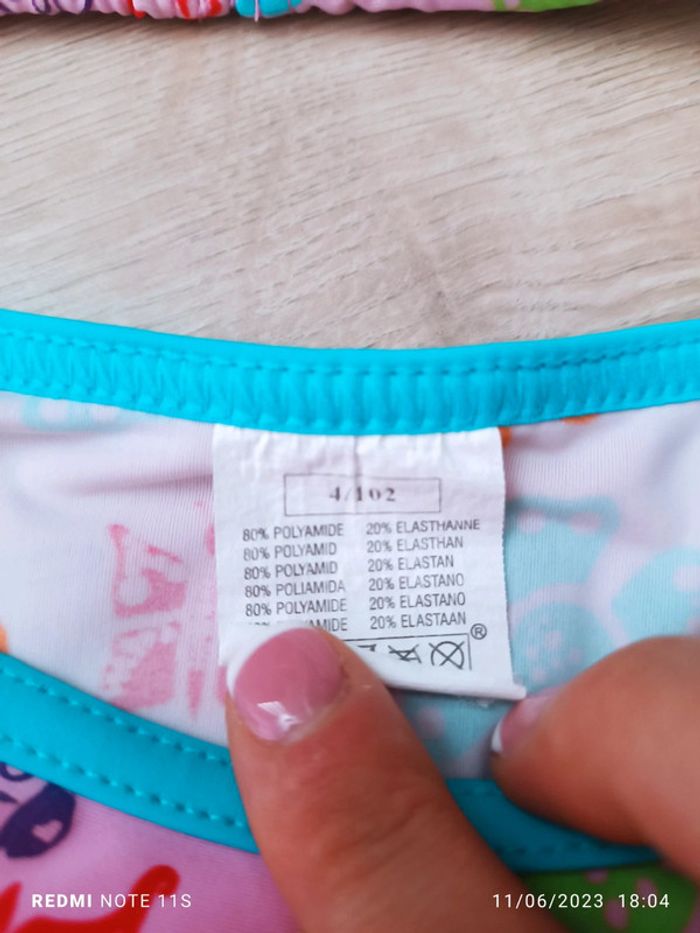 4/102
80% POLYAMIDE 20% ELASTHANNE
80% POLYAMID 20% ELASTHAN
80% POLYAMID 20% ELASTAN
80% POLIAMIDA 20% ELASTANO
80% POLYAMIDE 20% ELASTANO
20% ELASTAAN
®
REDMI NOTE 11S
11/06/2023 18:04